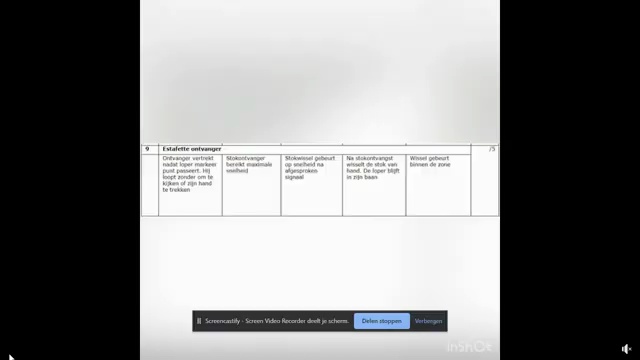 9 Estafette ontvanger /5
Ontvanger vertrekt
nadat loper markeer
punt passeert. Hij
loopt zonder om te
kijken of zijn hand
te trekken
Stokontvanger
bereikt maximale
snelheid
Stokwissel gebeurt
op snelheid na
afgesproken
signaal
Na stokontvangst
wisselt de stok van
hand. De loper blijft
in zijn baan
Wissel gebeurt
binnen de zone
Screencastify - Screen Video Recorder deelt je scherm.
Delen stoppen
Verbergen
InShOt